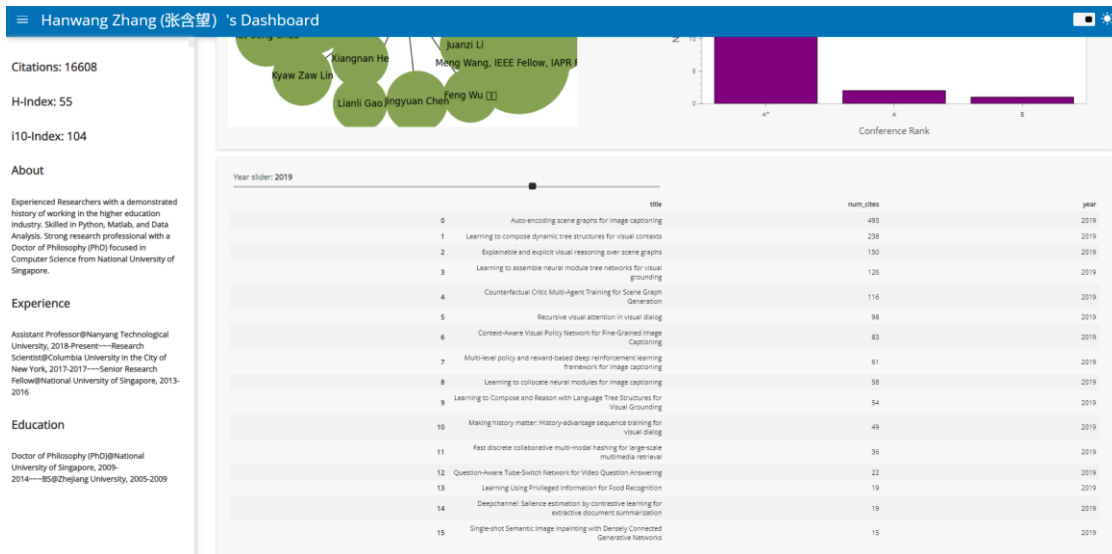 ≡ Hanwang Zhang (张含望) 's Dashboard
Citations: 16608
H-Index: 55
i10-Index: 104
About
Experienced Researchers with a demonstrated
history of working in the higher education
industry. Skilled in Python, Matlab, and Data
Analysis. Strong research professional with a
Doctor of Philosophy (PhD) focused in
Computer Science from National University of
Singapore.
Experience
Assistant Professor@Nanyang Technological
University, 2018-Present~~~Research
Scientist@Columbia University in the City of
New York, 2017-2017~~~Senior Research
Fellow@National University of Singapore, 2013-
2016
Education
Doctor of Philosophy (PhD)@National
University of Singapore, 2009-
2014~~~BS@Zhejiang University, 2005-2009
Juanzi Li
Xiangnan He
Meng Wang, IEEE Fellow, IAPR F
Kyaw Zaw Lin
Feng Wu
Lianli Gao Jingyuan Chen
10
5
0
A* A B
Conference Rank
Year slider: 2019
title num_cites year
0 Auto-encoding scene graphs for image captioning 493 2019
1 Learning to compose dynamic tree structures for visual contexts 238 2019
2 Explainable and explicit visual reasoning over scene graphs 150 2019
3 Learning to assemble neural module tree networks for visual
grounding 126 2019
4 Counterfactual Critic Multi-Agent Training for Scene Graph
Generation 116 2019
5 Recursive visual attention in visual dialog 98 2019
6 Context-Aware Visual Policy Network for Fine-Grained Image
Captioning 83 2019
7 Multi-level policy and reward-based deep reinforcement learning
framework for image captioning 61 2019
8 Learning to collocate neural modules for image captioning 58 2019
9 Learning to Compose and Reason with Language Tree Structures for
Visual Grounding 54 2019
10 Making history matter: History-advantage sequence training for
visual dialog 49 2019
11 Fast discrete collaborative multi-modal hashing for large-scale
multimedia retrieval 36 2019
12 Question-Aware Tube-Switch Network for Video Question Answering 22 2019
13 Learning Using Privileged Information for Food Recognition 19 2019
14 Deepchannel: Salience estimation by contrastive learning for
extractive document summarization 19 2019
15 Single-shot Semantic Image Inpainting with Densely Connected
Generative Networks 15 2019